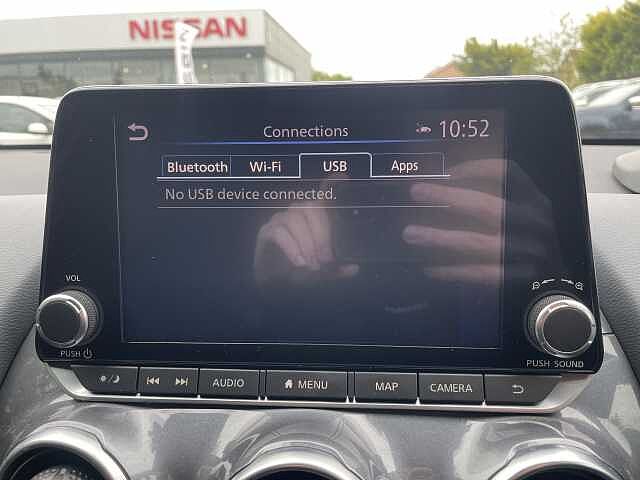 NISSAN
Connections 10:52
Bluetooth Wi-Fi USB Apps
No USB device connected.
VOL
PUSH
PUSH SOUND
AUDIO MENU MAP CAMERA